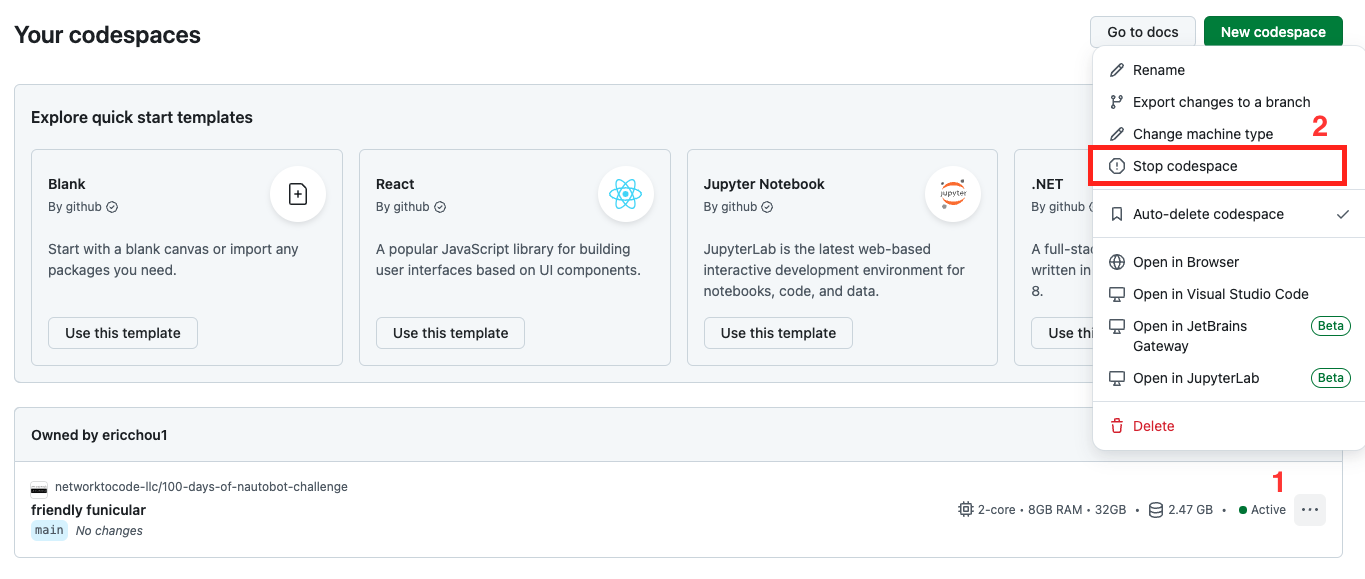 Your codespaces
Go to docs
New codespace
Explore quick start templates
Blank
By github
Start with a blank canvas or import any
packages you need.
Use this template
React
By github
A popular JavaScript library for building
user interfaces based on UI components.
Use this template
Jupyter Notebook
By github
jupyter
JupyterLab is the latest web-based
interactive development environment for
notebooks, code, and data.
Use this template
.NET
By github
A full-stac
written in
8.
Use thi
Rename
Export changes to a branch
Change machine type
2
Stop codespace
Auto-delete codespace
Open in Browser
Open in Visual Studio Code
Open in JetBrains
Gateway
Beta
Open in JupyterLab
Beta
Delete
Owned by ericchou1
networktocode-llc/100-days-of-nautobot-challenge
friendly funicular
main No changes
2-core • 8GB RAM • 32GB • 2.47 GB • Active
1